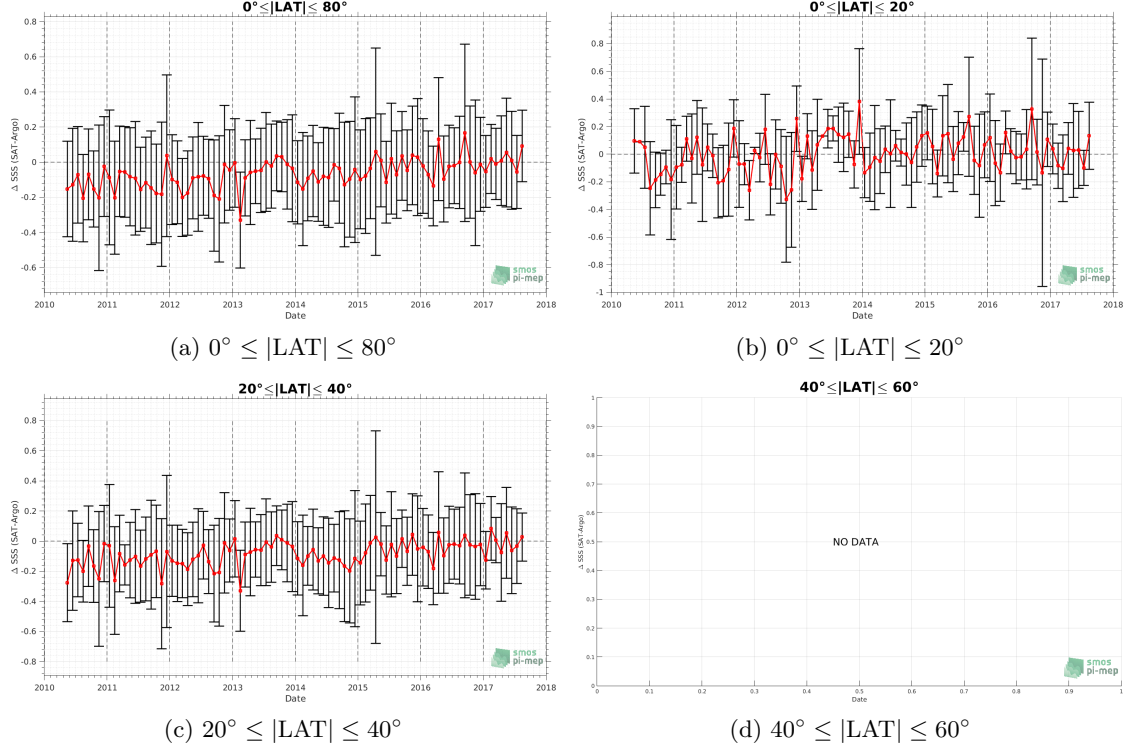 0°≤|LAT|≤ 80°
Δ SSS (SAT-Argo)
0.8
0.6
0.4
0.2
0
-0.2
-0.4
-0.6
2010 2011 2012 2013 2014 2015 2016 2017 2018
Date
smos
pi-mep
(a) 0° ≤ |LAT| ≤ 80°
0°≤|LAT|≤ 20°
Δ SSS (SAT-Argo)
0.8
0.6
0.4
0.2
0
-0.2
-0.4
-0.6
-0.8
-1
2010 2011 2012 2013 2014 2015 2016 2017 2018
Date
smos
pi-mep
(b) 0° ≤ |LAT| ≤ 20°
20°≤|LAT|≤ 40°
Δ SSS (SAT-Argo)
0.8
0.6
0.4
0.2
0
-0.2
-0.4
-0.6
-0.8
2010 2011 2012 2013 2014 2015 2016 2017 2018
Date
smos
pi-mep
(c) 20° ≤ |LAT| ≤ 40°
40°≤|LAT|≤ 60°
Δ SSS (SAT-Argo)
1
0.9
0.8
0.7
0.6
0.5
0.4
0.3
0.2
0.1
0
NO DATA
0 0.1 0.2 0.3 0.4 0.5 0.6 0.7 0.8 0.9 1
Date
smos
pi-mep
(d) 40° ≤ |LAT| ≤ 60°